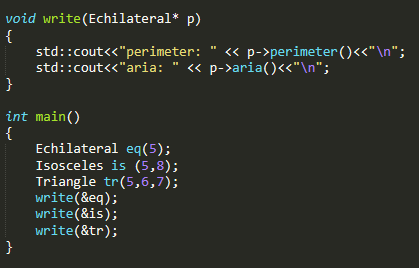 void write(Echilateral* p)
{
    std::cout<<"perimeter: " << p->perimeter()<<"\n";
    std::cout<<"aria: " << p->aria()<<"\n";
}

int main()
{
    Echilateral eq(5);
    Isosceles is (5,8);
    Triangle tr(5,6,7);
    write(&eq);
    write(&is);
    write(&tr);
}